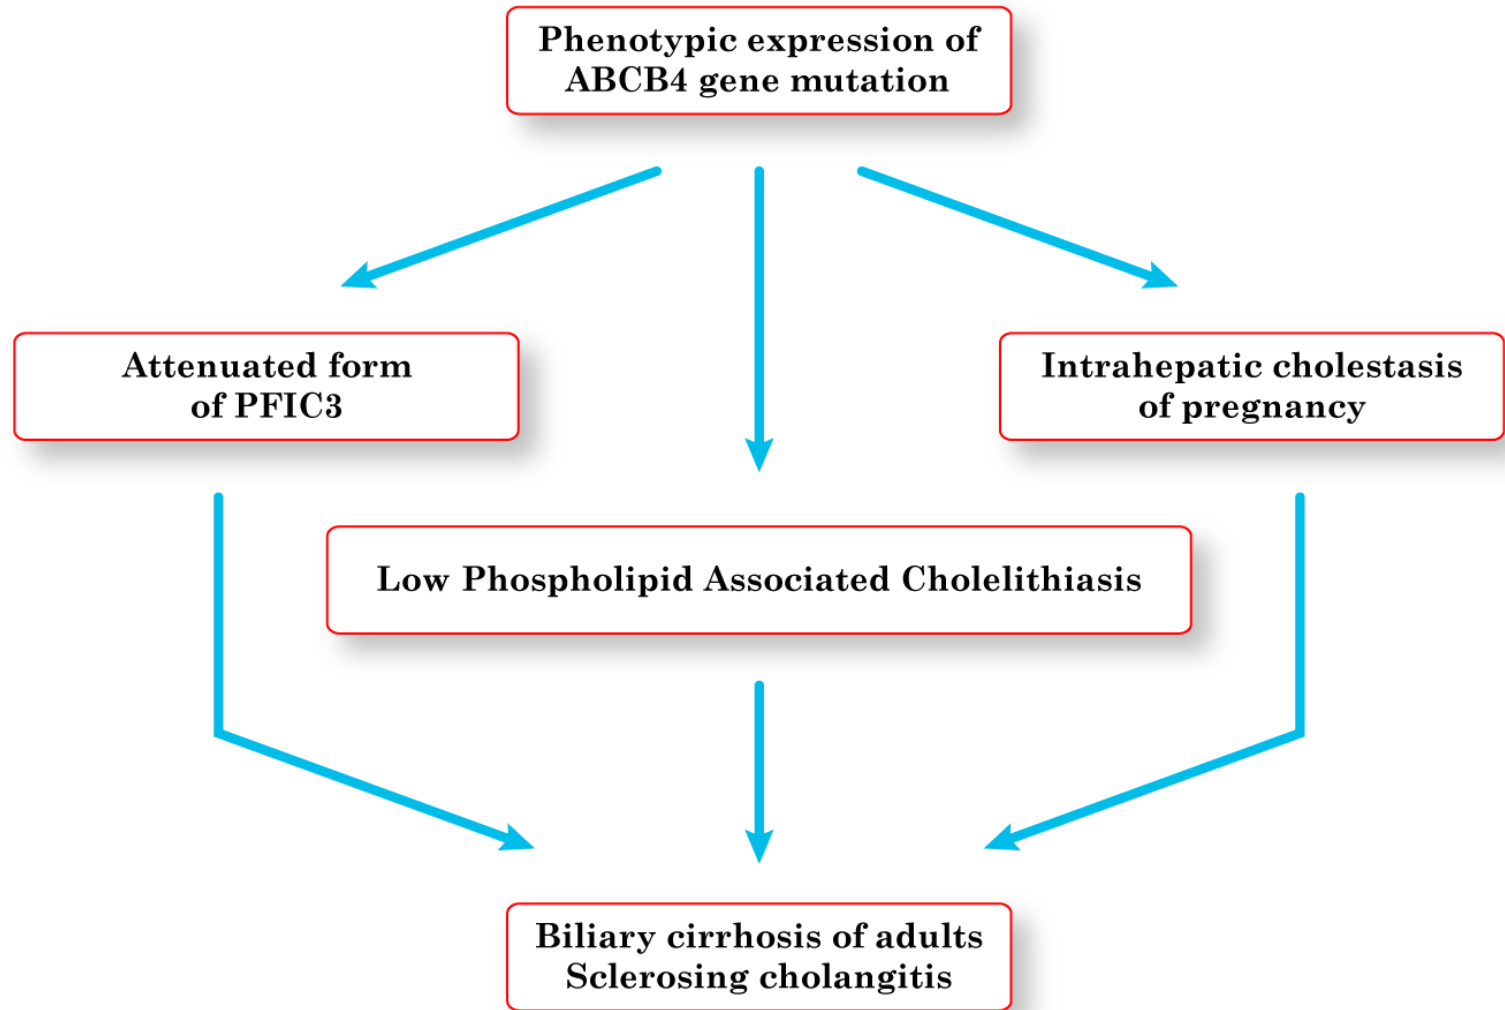 Phenotypic expression of
ABCB4 gene mutation
Attenuated form
of PFIC3
Intrahepatic cholestasis
of pregnancy
Low Phospholipid Associated Cholelithiasis
Biliary cirrhosis of adults
Sclerosing cholangitis